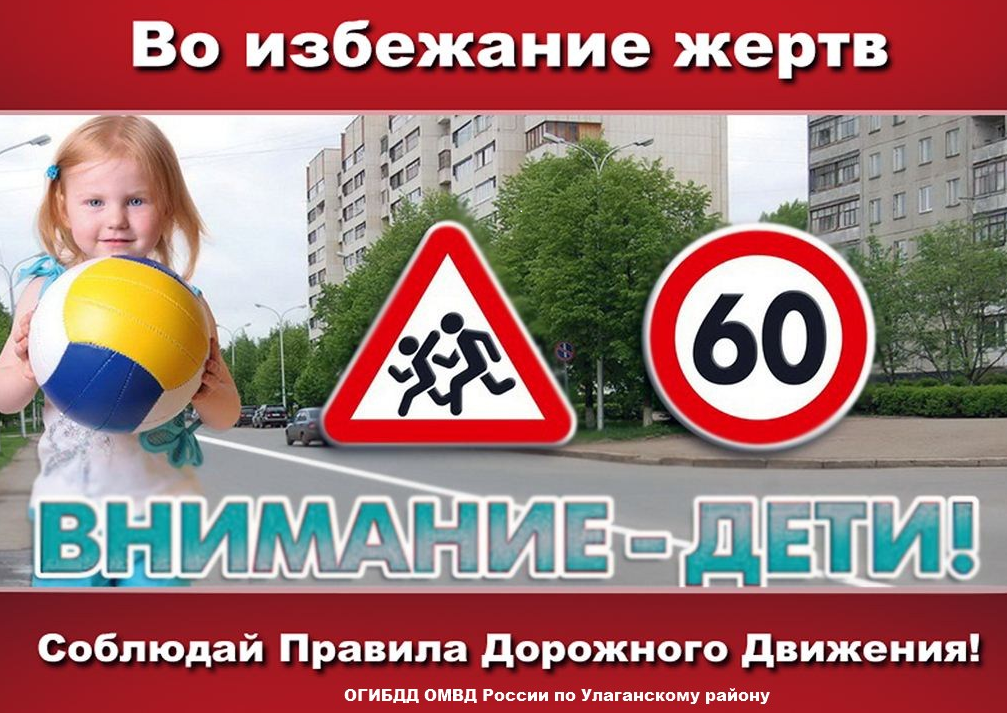 Во избежание жертв
60
ВНИМАНИЕ - ДЕТИ!
Соблюдай Правила Дорожного Движения!
ОГИБДД ОМВД России по Улаганскому району